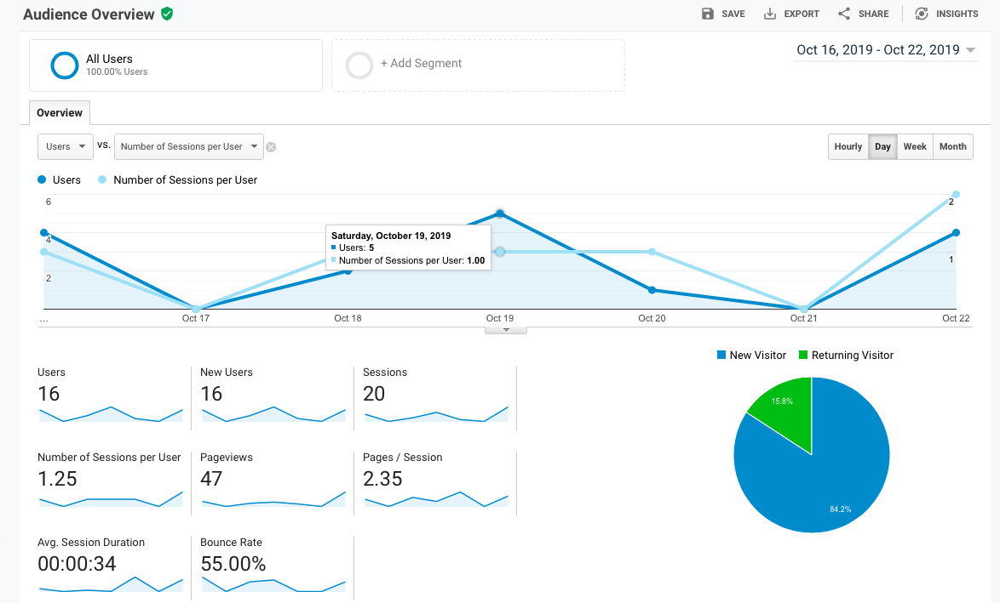 Audience Overview
SAVE
EXPORT
SHARE
INSIGHTS
All Users
100.00% Users
+ Add Segment
Oct 16, 2019 - Oct 22, 2019
Overview
Users
vs.
Number of Sessions per User
Hourly
Day
Week
Month
Users
Number of Sessions per User
6
4
2
2
1
Saturday, October 19, 2019
Users: 5
Number of Sessions per User: 1.00
...
Oct 17
Oct 18
Oct 19
Oct 20
Oct 21
Oct 22
New Visitor
Returning Visitor
15.8%
84.2%
Users
16
New Users
16
Sessions
20
Number of Sessions per User
1.25
Pageviews
47
Pages / Session
2.35
Avg. Session Duration
00:00:34
Bounce Rate
55.00%